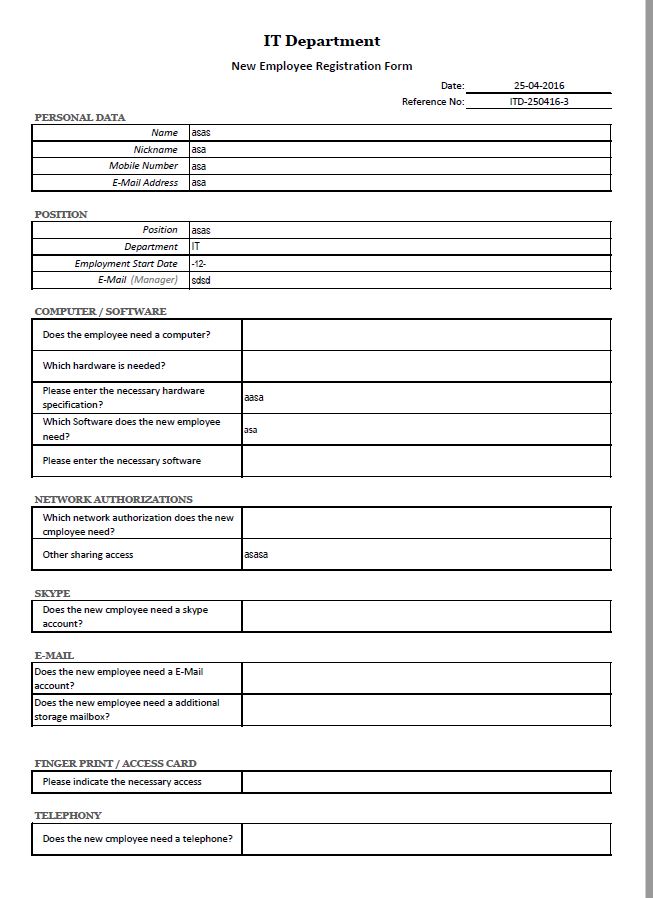 IT Department
New Employee Registration Form
Date: 25-04-2016
Reference No: ITD-250416-3
PERSONAL DATA
Name asas
Nickname asa
Mobile Number asa
E-Mail Address asa
POSITION
Position asas
Department IT
Employment Start Date -12-
E-Mail (Manager) sdsd
COMPUTER / SOFTWARE
Does the employee need a computer?
Which hardware is needed?
Please enter the necessary hardware
specification? aasa
Which Software does the new employee
need? asa
Please enter the necessary software
NETWORK AUTHORIZATIONS
Which network authorization does the new
employee need?
Other sharing access asasa
SKYPE
Does the new employee need a skype
account?
E-MAIL
Does the new employee need a E-Mail
account?
Does the new employee need a additional
storage mailbox?
FINGER PRINT / ACCESS CARD
Please indicate the necessary access
TELEPHONY
Does the new employee need a telephone?